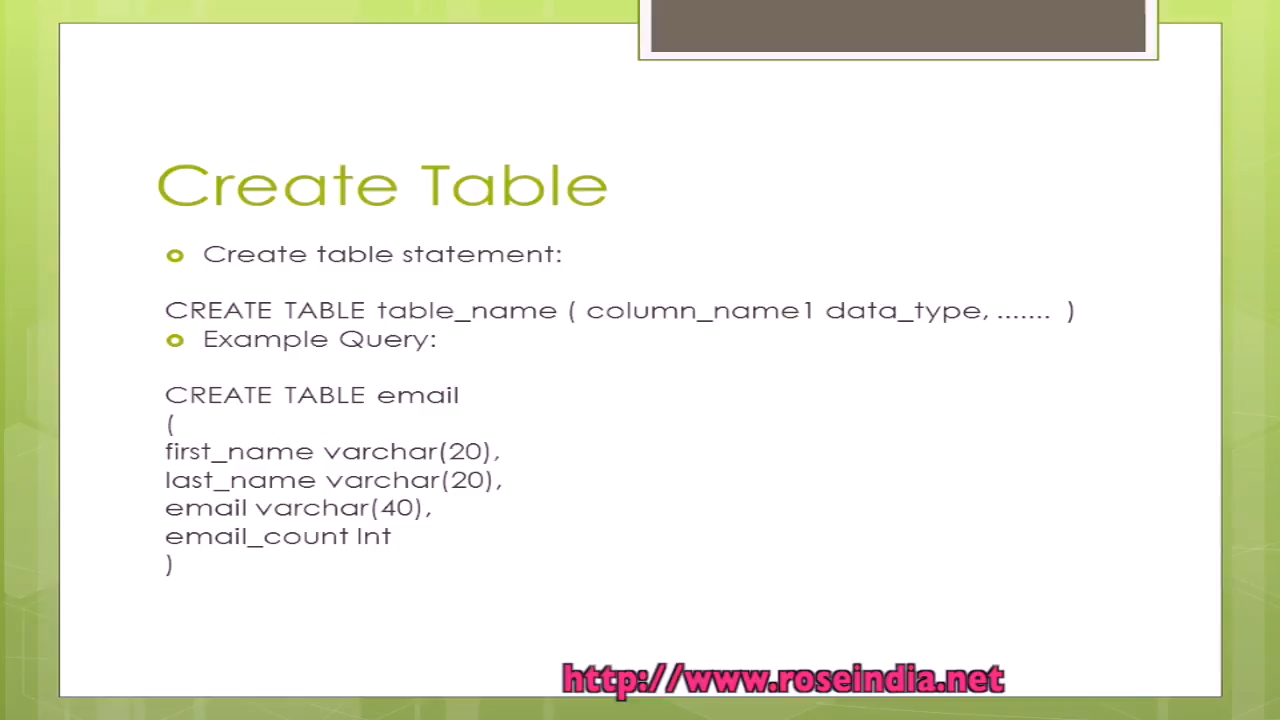 Create Table
Create table statement:
CREATE TABLE table_name ( column_name1 data_type, ....... )
Example Query:
CREATE TABLE email
(
first_name varchar(20),
last_name varchar(20),
email varchar(40),
email_count Int
)
http://www.roseindia.net